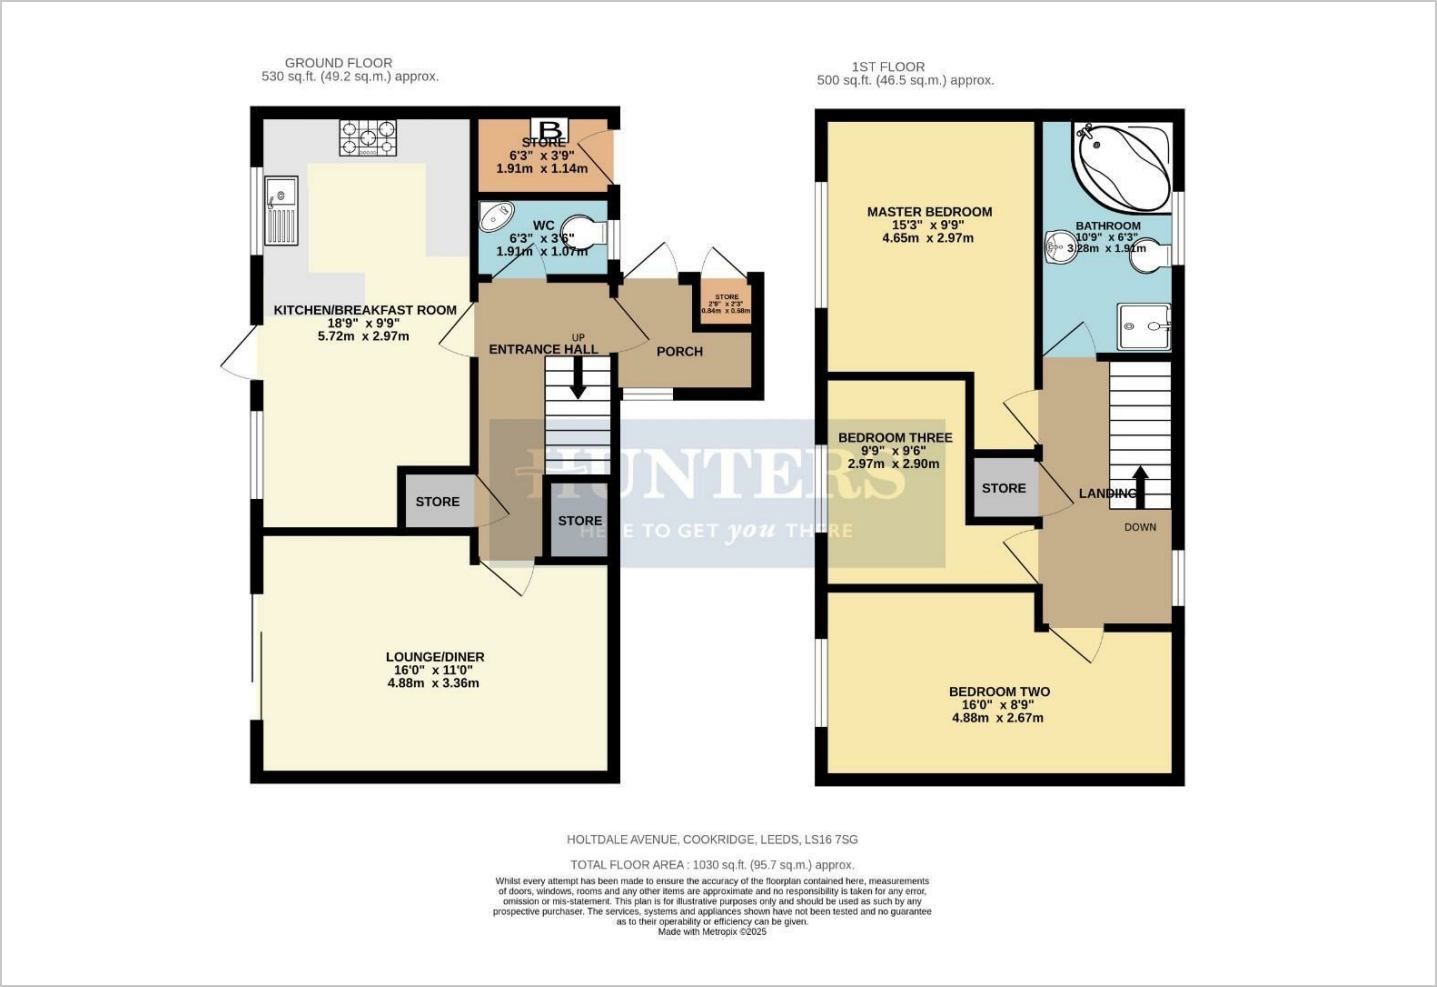 GROUND FLOOR
530 sq.ft. (49.2 sq.m.) approx.
B
STORE
6'3" x 3'9"
1.91m x 1.14m
WC
6'3" x 3'6"
1.91m x 1.07m
KITCHEN/BREAKFAST ROOM
18'9" x 9'9"
5.72m x 2.97m
STORE
2'9" x 2'3"
0.84m x 0.68m
UP
ENTRANCE HALL
PORCH
STORE
STORE
LOUNGE/DINER
16'0" x 11'0"
4.88m x 3.36m
1ST FLOOR
500 sq.ft. (46.5 sq.m.) approx.
MASTER BEDROOM
15'3" x 9'9"
4.65m x 2.97m
BATHROOM
10'9" x 6'3"
3.28m x 1.91m
BEDROOM THREE
9'9" x 9'6"
2.97m x 2.90m
STORE
LANDING
DOWN
BEDROOM TWO
16'0" x 8'9"
4.88m x 2.67m
HUNTERS
HERE TO GET you THERE
HOLTDALE AVENUE, COOKRIDGE, LEEDS, LS16 7SG
TOTAL FLOOR AREA : 1030 sq.ft. (95.7 sq.m.) approx.
Whilst every attempt has been made to ensure the accuracy of the floorplan contained here, measurements
of doors, windows, rooms and any other items are approximate and no responsibility is taken for any error,
omission or mis-statement. This plan is for illustrative purposes only and should be used as such by any
prospective purchaser. The services, systems and appliances shown have not been tested and no guarantee
as to their operability or efficiency can be given.
Made with Metropix ©2025